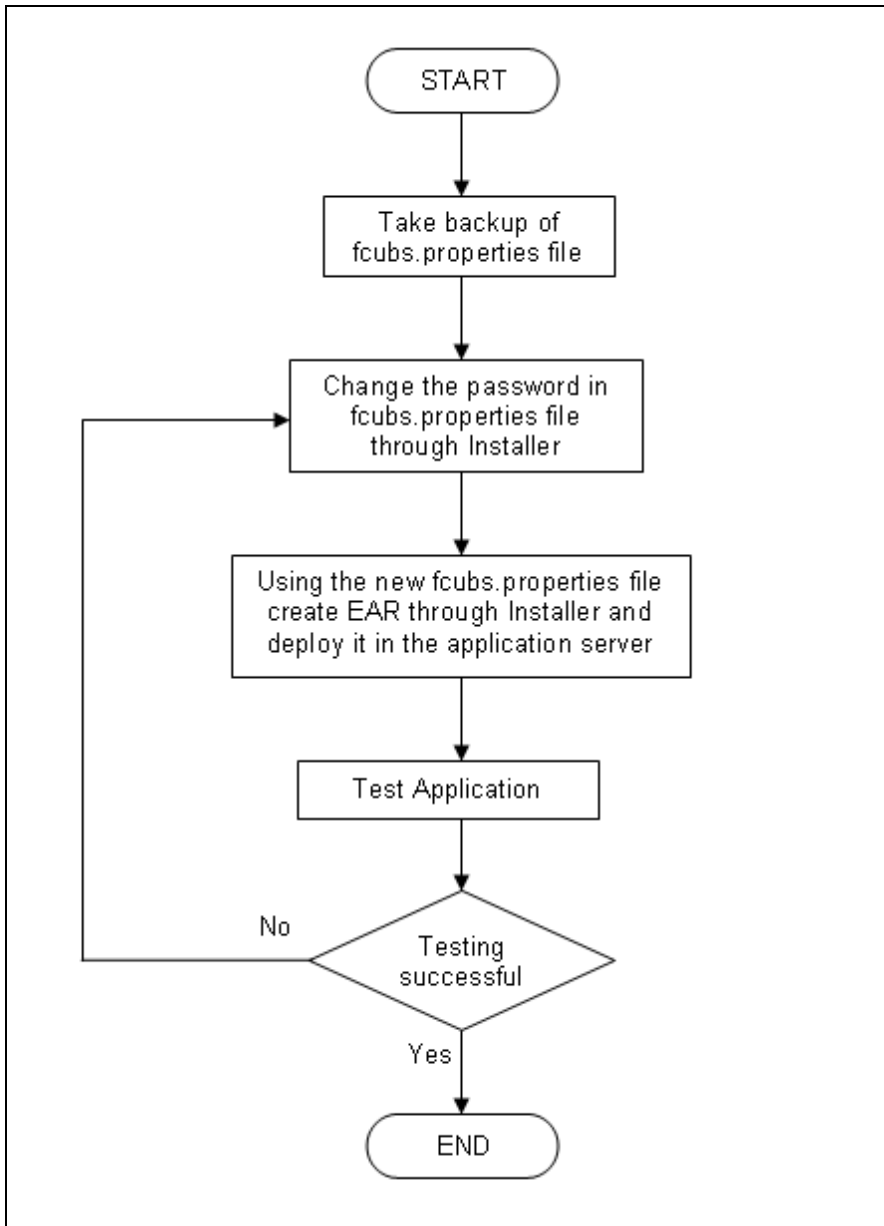 START
Take backup of
fcubs.properties file
Change the password in
fcubs.properties file
through Installer
Using the new fcubs.properties file
create EAR through Installer and
deploy it in the application server
Test Application
No
Testing
successful
Yes
END